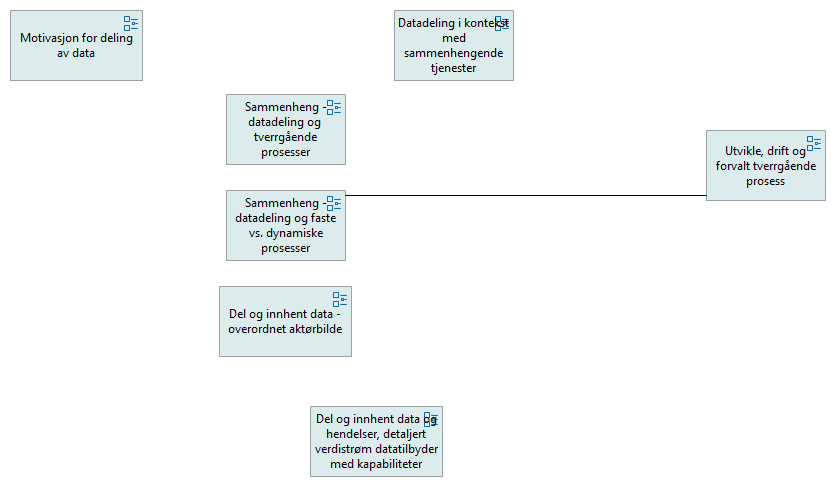 Motivasjon for deling
av data
Datadeling i kontekst
med
sammenhengende
tjenester
Sammenheng -
datadeling og
tverrgående
prosesser
Utvikle, drift og
forvalt tverrgående
prosess
Sammenheng -
datadeling og faste
vs. dynamiske
prosesser
Del og innhent data -
overordnet aktørbilde
Del og innhent data og
hendelser, detaljert
verdistrøm datatilbyder
med kapabiliteter